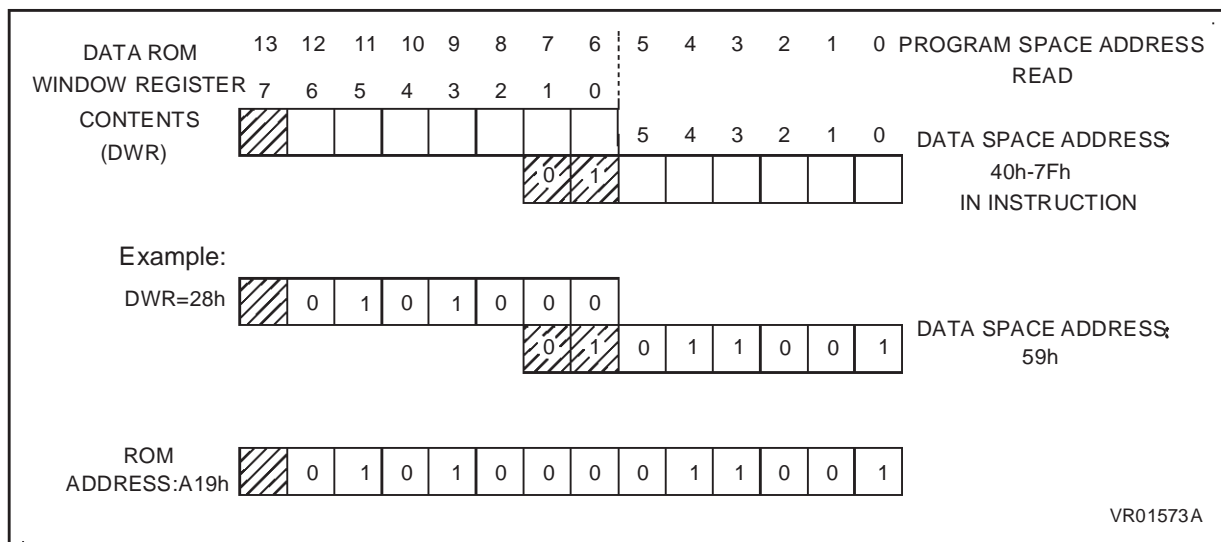 DATA ROM 13 12 11 10 9 8 7 6 5 4 3 2 1 0 PROGRAM SPACE ADDRESS
WINDOW REGISTER 7 6 5 4 3 2 1 0 READ
CONTENTS
(DWR)
5 4 3 2 1 0 DATA SPACE ADDRESS:
0 1 40h-7Fh
IN INSTRUCTION
Example:
DWR=28h 0 1 0 1 0 0 0
0 1 0 1 1 0 0 1 DATA SPACE ADDRESS:
59h
ROM
ADDRESS:A19h 0 1 0 1 0 0 0 0 1 1 0 0 1
VR01573A